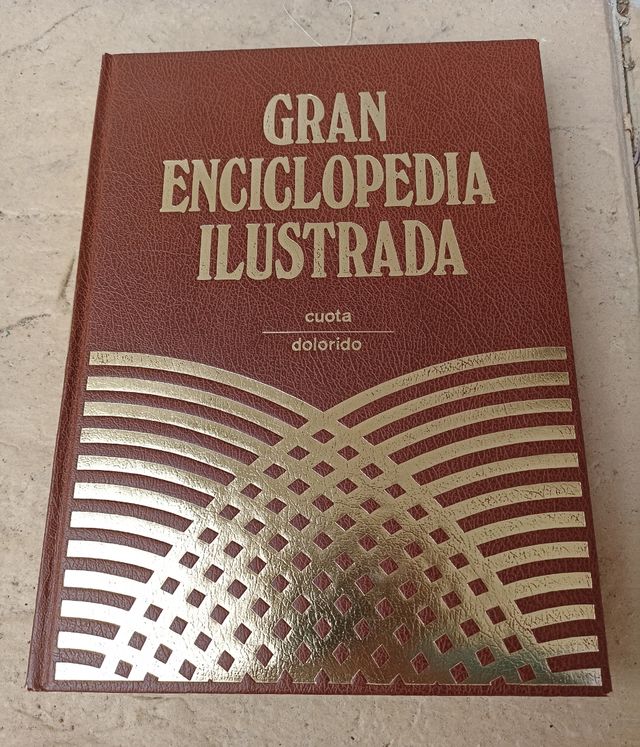 GRAN
ENCICLOPEDIA
ILUSTRADA
cuota
dolorido